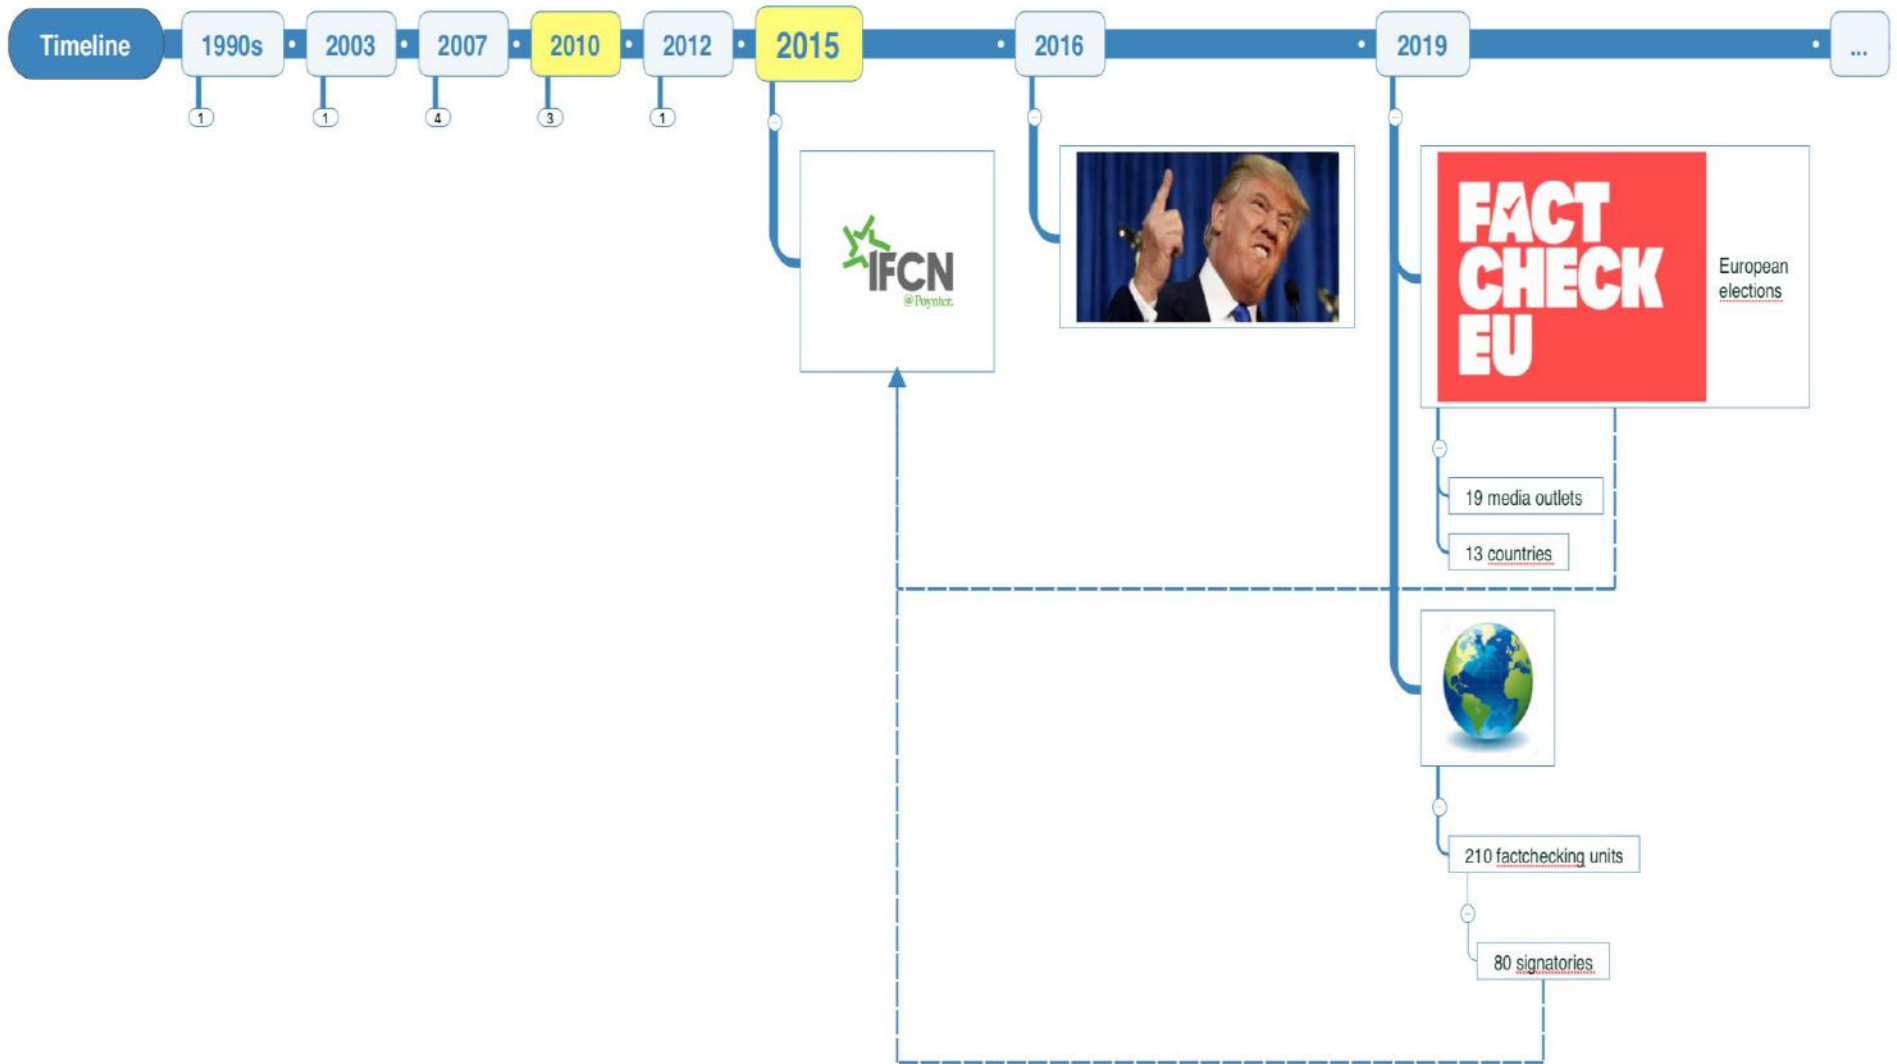 Timeline
1990s
2003
2007
2010
2012
2015
2016
2019
...
1
1
4
3
1
IFCN
@Poynter.
FACT
CHECK
EU
European
elections
19 media outlets
13 countries
210 factchecking units
80 signatories